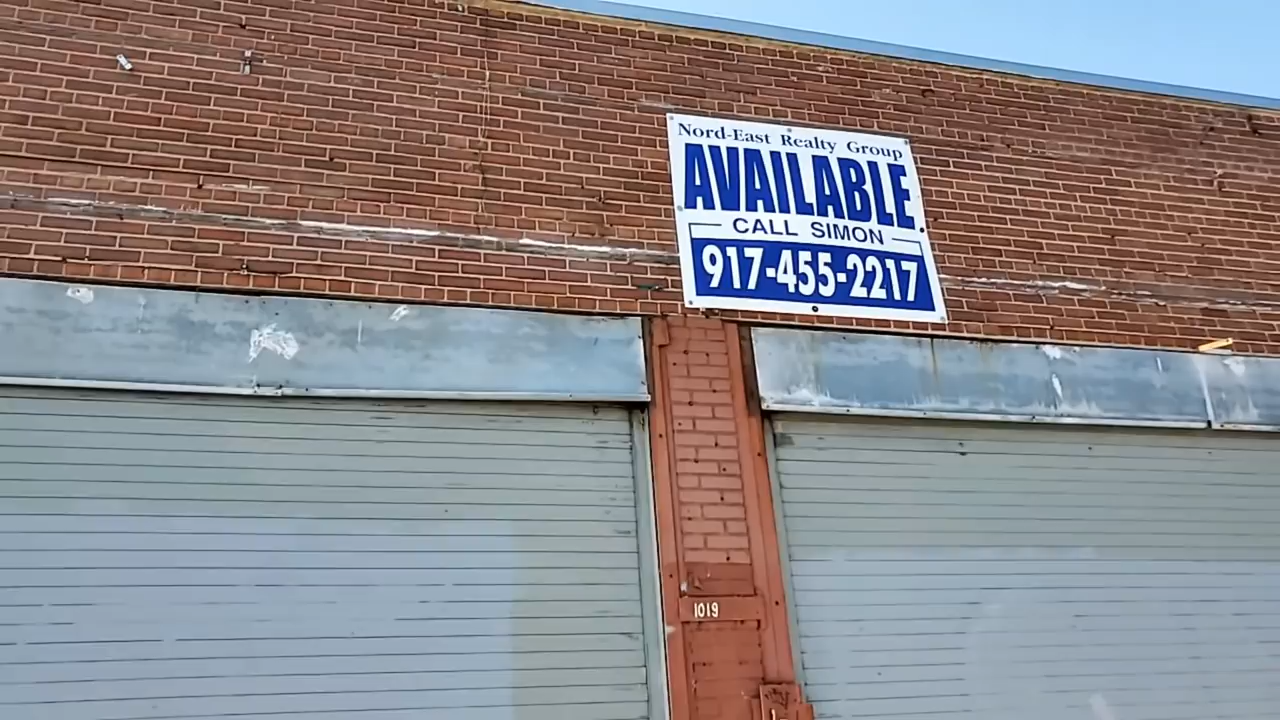 Nord-East Realty Group
AVAILABLE
CALL SIMON
917-455-2217
1019